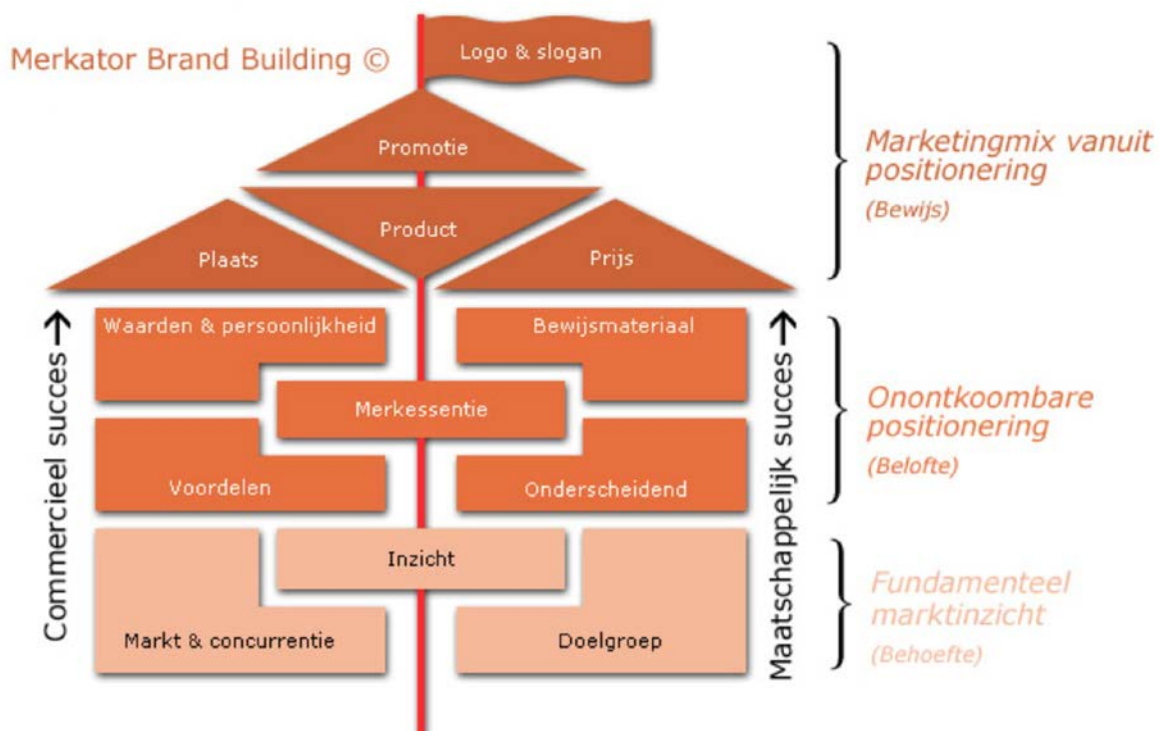 Merkator Brand Building ©
Logo & slogan
Promotie
Product
Plaats
Prijs
Marketingmix vanuit
positionering
(Bewijs)
Commercieel succes
Waarden & persoonlijkheid
Bewijsmateriaal
Merkessentie
Voordelen
Onderscheidend
Maatschappelijk succes
Onontkoombare
positionering
(Belofte)
Inzicht
Markt & concurrentie
Doelgroep
Fundamenteel
marktinzicht
(Behoefte)